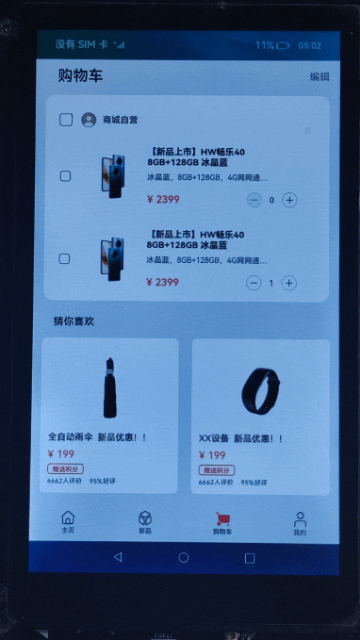 没有 SIM 卡
11%
05:02
购物车
编辑
商城自营
【新品上市】HW畅乐40
8GB+128GB 冰晶蓝
冰晶蓝、8GB+128GB、4G网网通...
¥ 2399
0
【新品上市】HW畅乐40
8GB+128GB 冰晶蓝
冰晶蓝、8GB+128GB、4G网网通...
¥ 2399
1
猜你喜欢
全自动雨伞 新品优惠！！
¥ 199
赠送积分
6662人评价 95%好评
XX设备 新品优惠！！
¥ 199
赠送积分
6662人评价 95%好评
主页
新品
购物车
我的